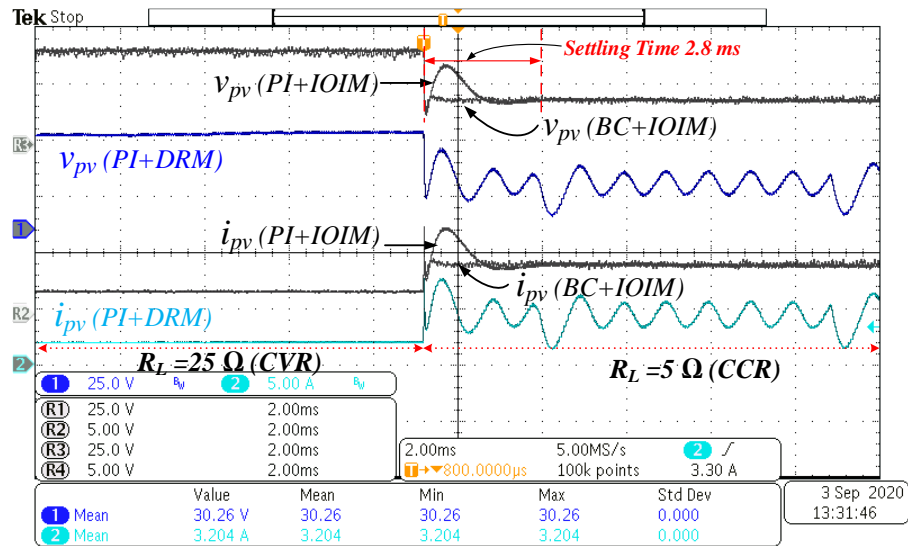 Tek Stop
T
T
Settling Time 2.8 ms
v_pv (PI+IOIM)
v_pv (BC+IOIM)
R3
v_pv (PI+DRM)
1
i_pv (PI+IOIM)
i_pv (BC+IOIM)
R2
i_pv (PI+DRM)
2
R_L =25 Ω (CVR)
R_L =5 Ω (CCR)
1 25.0 V BW 2 5.00 A BW
R1 25.0 V 2.00ms
R2 5.00 V 2.00ms
R3 25.0 V 2.00ms
R4 5.00 V 2.00ms
2.00ms 5.00MS/s 2
T→▼800.0000µs 100k points 3.30 A
Value Mean Min Max Std Dev
1 Mean 30.26 V 30.26 30.26 30.26 0.000
2 Mean 3.204 A 3.204 3.204 3.204 0.000
3 Sep 2020
13:31:46